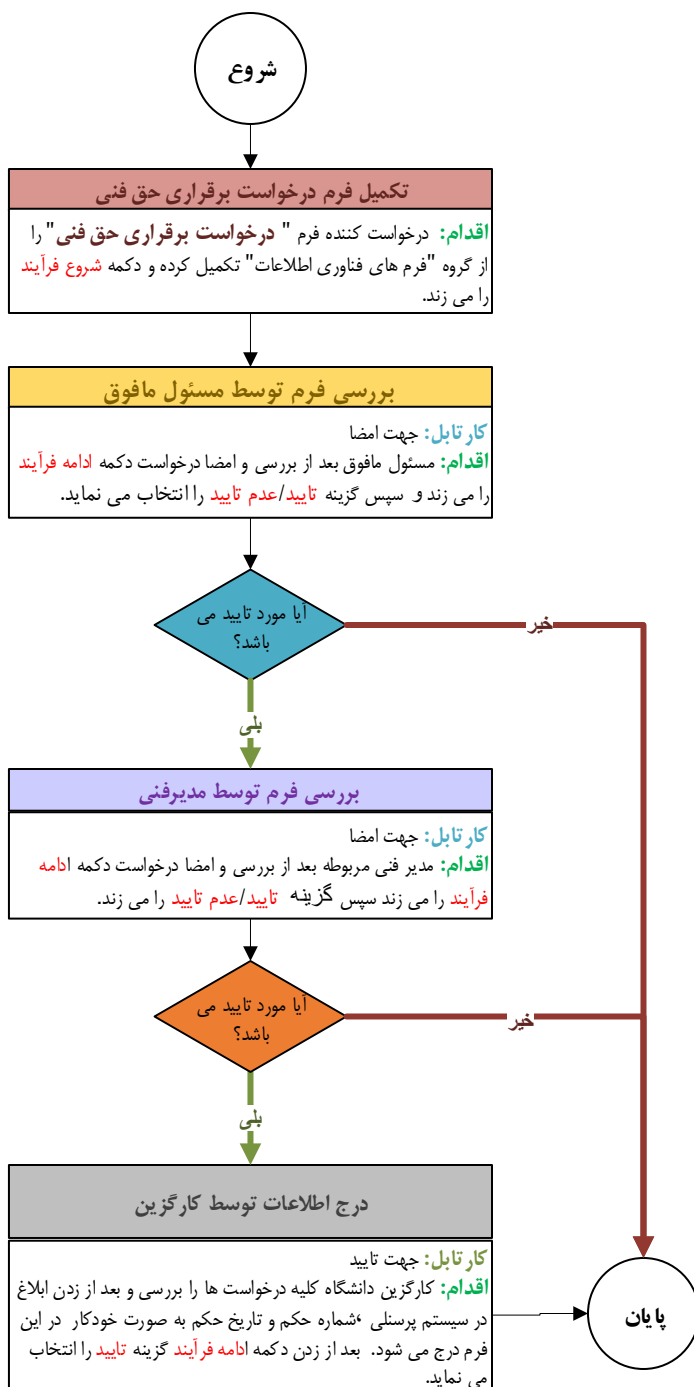 شروع
تکمیل فرم درخواست برقراری حق فنی
اقدام: درخواست کننده فرم " درخواست برقراری حق فنی" را
از گروه "فرم های فناوری اطلاعات" تکمیل کرده و دکمه شروع فرآیند
را می زند.
بررسی فرم توسط مسئول مافوق
کارتابل: جهت امضا
اقدام: مسئول مافوق بعد از بررسی و امضا درخواست دکمه ادامه فرآیند
را می زند و سپس گزینه تایید/عدم تایید را انتخاب می نماید.
آیا مورد تایید می
باشد؟
خیر
بلی
بررسی فرم توسط مدیرفنی
کارتابل: جهت امضا
اقدام: مدیر فنی مربوطه بعد از بررسی و امضا درخواست دکمه ادامه
فرآیند را می زند سپس گزینه تایید/عدم تایید را می زند.
آیا مورد تایید می
باشد؟
خیر
بلی
درج اطلاعات توسط کارگزین
کارتابل: جهت تایید
اقدام: کارگزین دانشگاه کلیه درخواست ها را بررسی و بعد از زدن ابلاغ
در سیستم پرسنلی ،شماره حکم و تاریخ حکم به صورت خودکار در این
فرم درج می شود. بعد از زدن دکمه ادامه فرآیند گزینه تایید را انتخاب
می نماید.
پایان